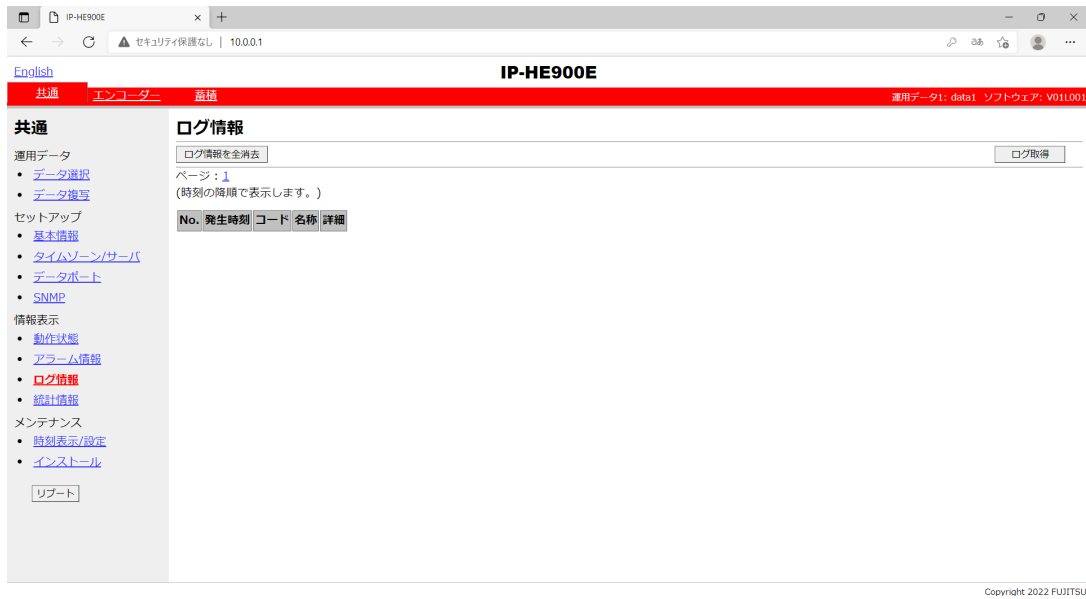 IP-HE900E
セキュリティ保護なし | 10.0.0.1
English
IP-HE900E
共通 エンコーダー 蓄積
運用データ1: data1 ソフトウェア: V01L001
共通
運用データ
データ選択
データ複写
セットアップ
基本情報
タイムゾーン/サーバ
データポート
SNMP
情報表示
動作状態
アラーム情報
ログ情報
統計情報
メンテナンス
時刻表示/設定
インストール
リブート
ログ情報
ログ情報を全消去 ログ取得
ページ：1
(時刻の降順で表示します。)
No. 発生時刻 コード 名称 詳細
Copyright 2022 FUJITSU